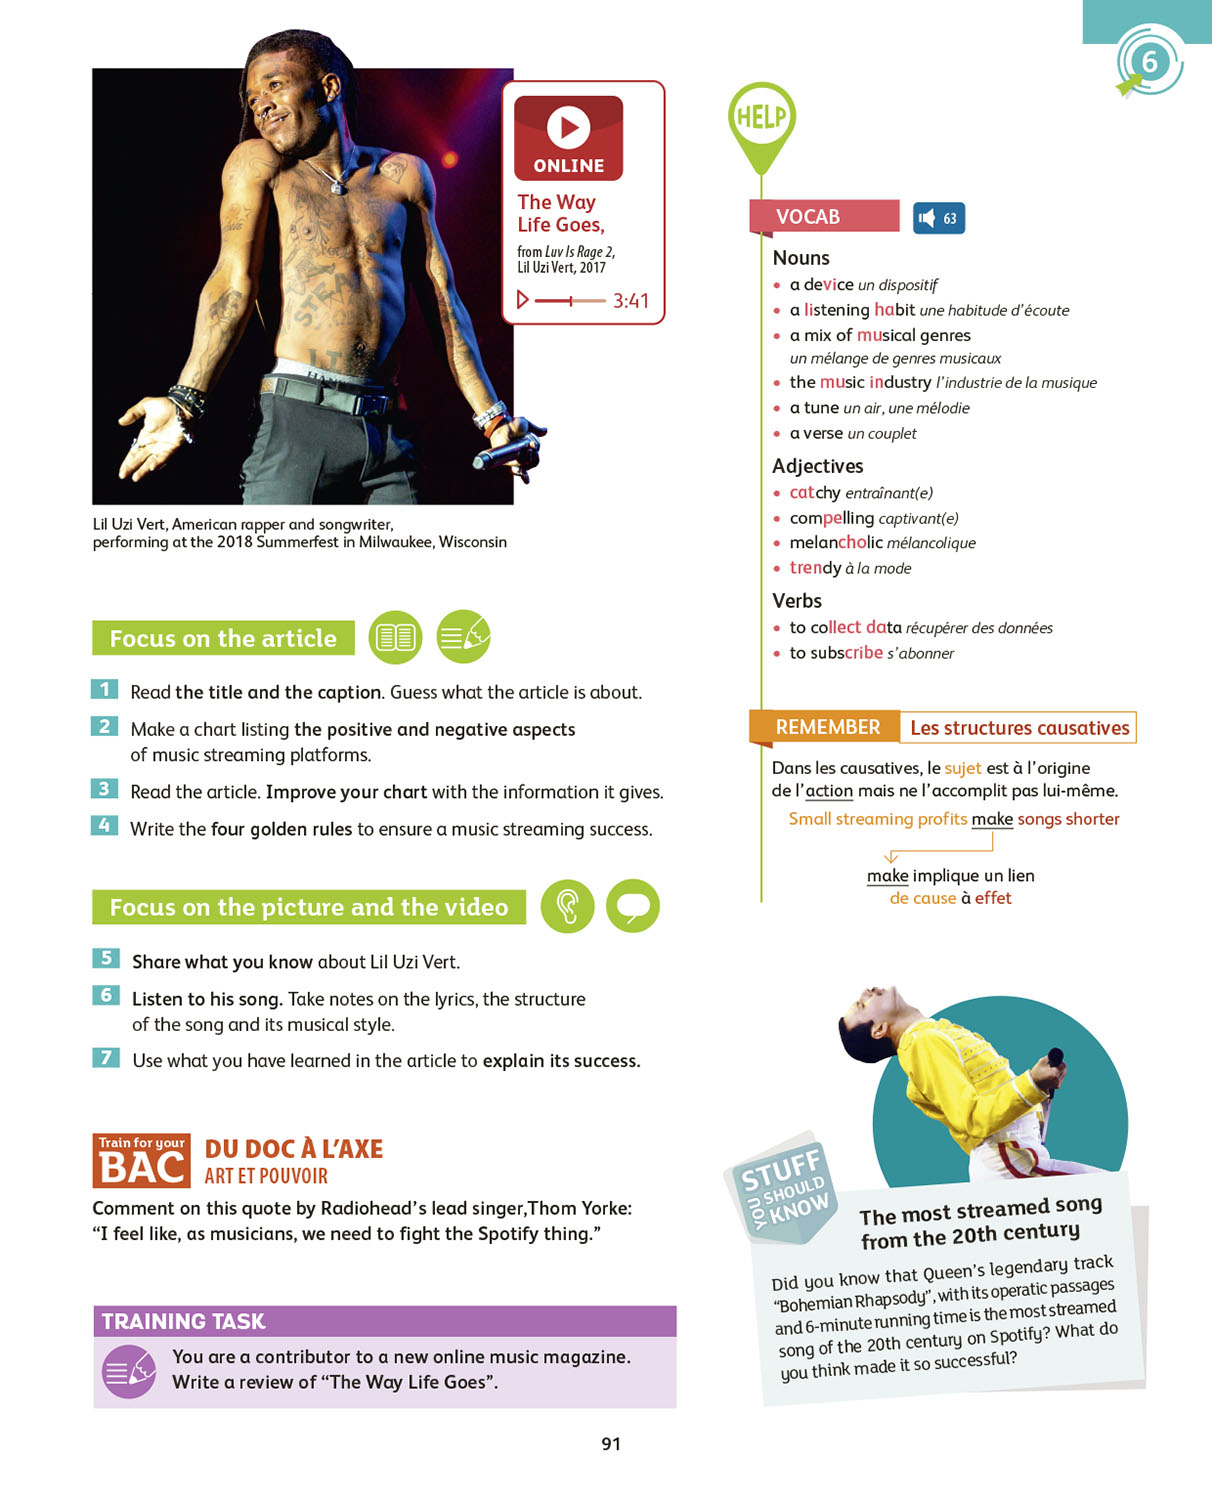 6
ONLINE
The Way
Life Goes,
from Luv Is Rage 2,
Lil Uzi Vert, 2017
3:41
Lil Uzi Vert, American rapper and songwriter,
performing at the 2018 Summerfest in Milwaukee, Wisconsin
Focus on the article
1 Read the title and the caption. Guess what the article is about.
2 Make a chart listing the positive and negative aspects
of music streaming platforms.
3 Read the article. Improve your chart with the information it gives.
4 Write the four golden rules to ensure a music streaming success.
Focus on the picture and the video
5 Share what you know about Lil Uzi Vert.
6 Listen to his song. Take notes on the lyrics, the structure
of the song and its musical style.
7 Use what you have learned in the article to explain its success.
Train for your
BAC
DU DOC À L'AXE
ART ET POUVOIR
Comment on this quote by Radiohead's lead singer,Thom Yorke:
“I feel like, as musicians, we need to fight the Spotify thing.”
TRAINING TASK
You are a contributor to a new online music magazine.
Write a review of “The Way Life Goes”.
HELP
VOCAB
63
Nouns
• a device un dispositif
• a listening habit une habitude d'écoute
• a mix of musical genres
un mélange de genres musicaux
• the music industry l'industrie de la musique
• a tune un air, une mélodie
• a verse un couplet
Adjectives
• catchy entraînant(e)
• compelling captivant(e)
• melancholic mélancolique
• trendy à la mode
Verbs
• to collect data récupérer des données
• to subscribe s'abonner
REMEMBER Les structures causatives
Dans les causatives, le sujet est à l'origine
de l'action mais ne l'accomplit pas lui-même.
Small streaming profits make songs shorter
make implique un lien
de cause à effet
STUFF
YOU SHOULD
KNOW
The most streamed song
from the 20th century
Did you know that Queen's legendary track
“Bohemian Rhapsody”, with its operatic passages
and 6-minute running time is the most streamed
song of the 20th century on Spotify? What do
you think made it so successful?
91